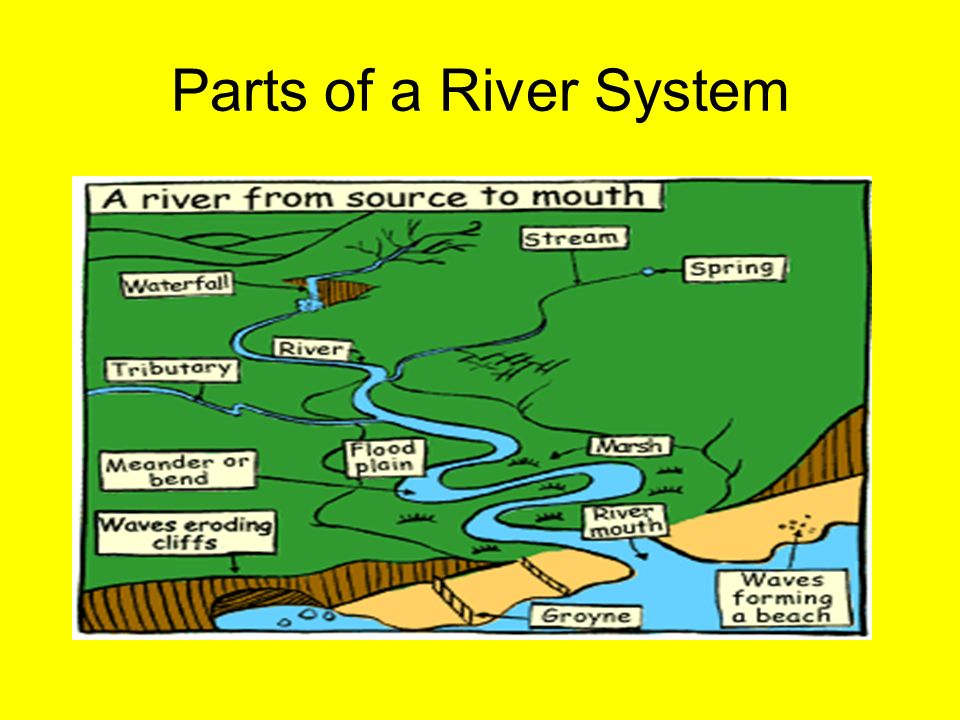 Parts of a River System
A river from source to mouth
Stream
Spring
Waterfall
River
Tributary
Flood
plain
Marsh
Meander or
bend
River
mouth
Waves eroding
cliffs
Waves
forming
a beach
Groyne